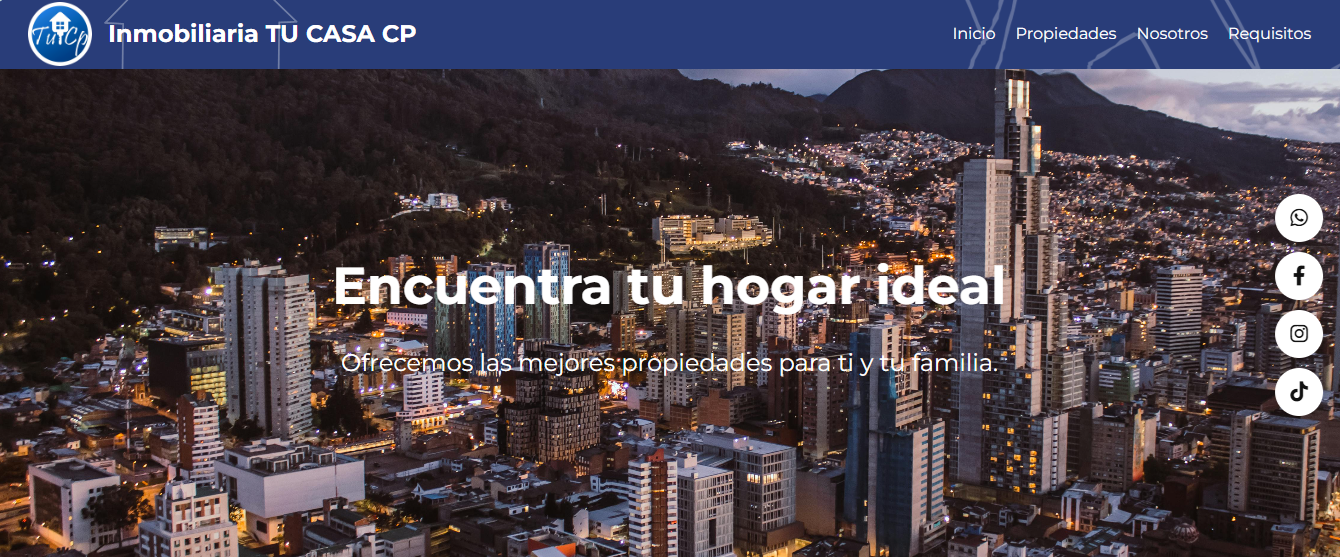 TuCp
Inmobiliaria TU CASA CP
Inicio Propiedades Nosotros Requisitos
Encuentra tu hogar ideal
Ofrecemos las mejores propiedades para ti y tu familia.